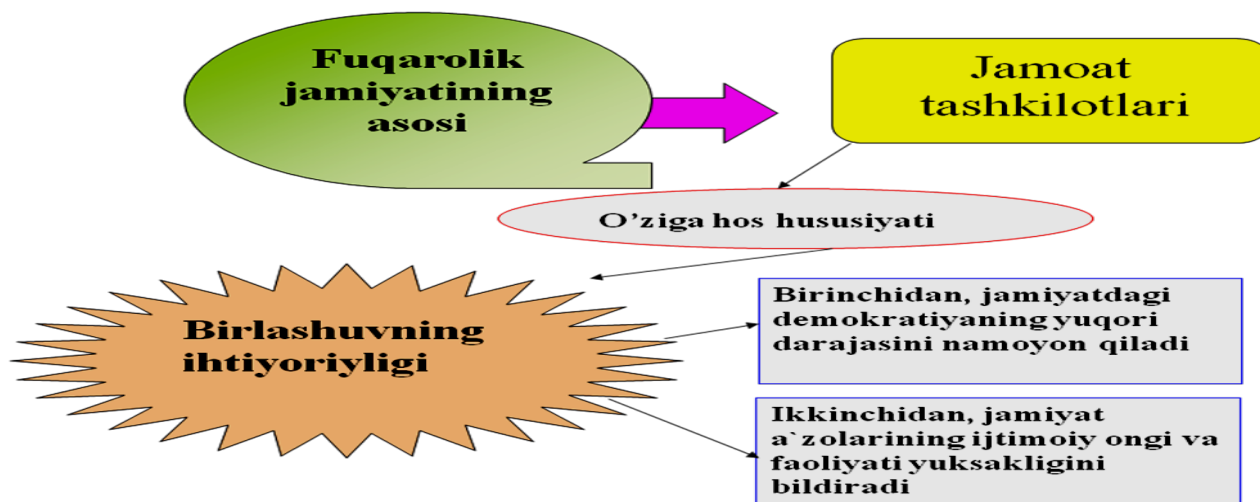 Fuqarolik
jamiyatining
asosi
Jamoat
tashkilotlari
O’ziga hos hususiyati
Birlashuvning
ihtiyoriyligi
Birinchidan, jamiyatdagi
demokratiyaning yuqori
darajasini namoyon qiladi
Ikkinchidan, jamiyat
a`zolarining ijtimoiy ongi va
faoliyati yuksakligini
bildiradi